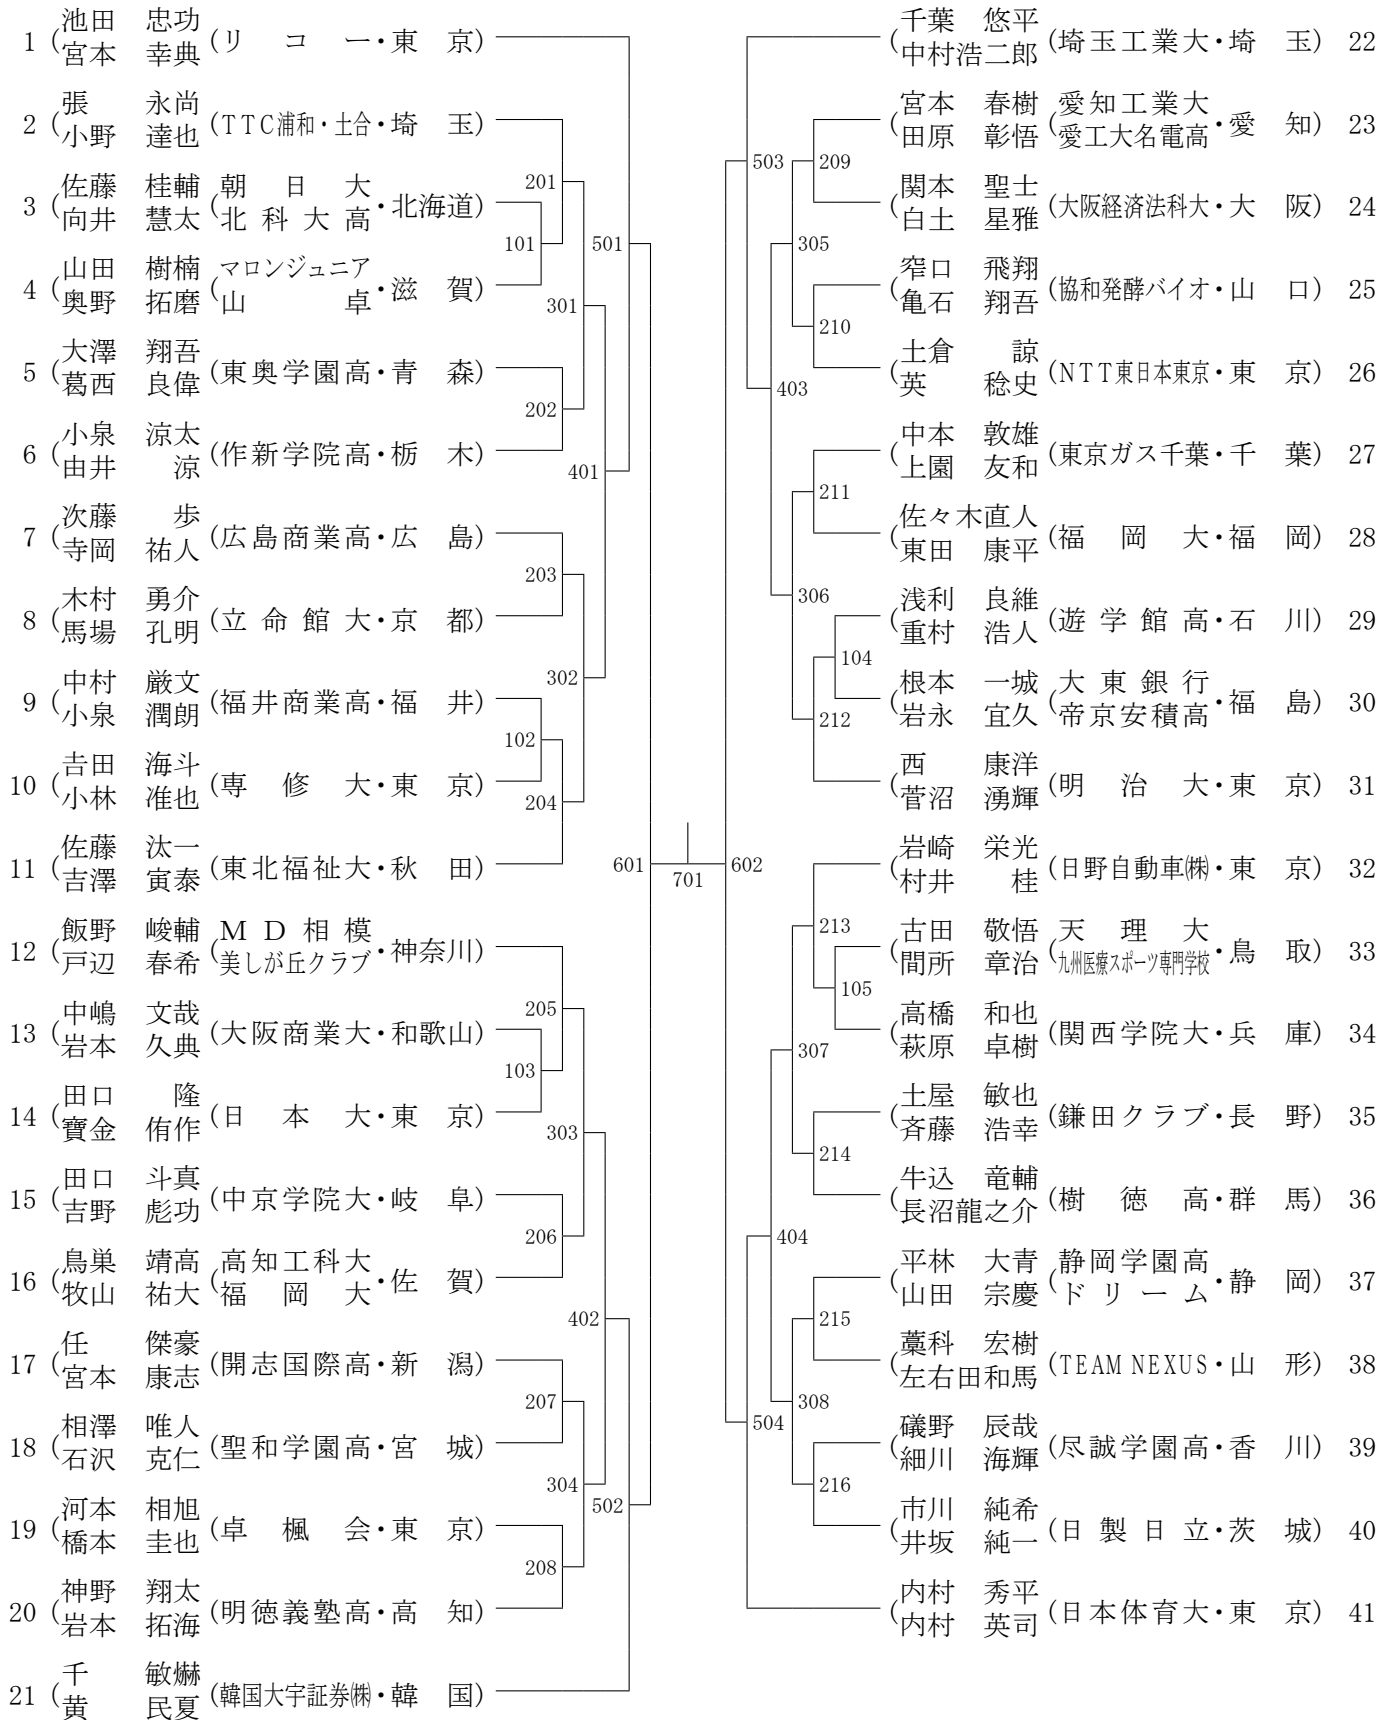 1 (池田 忠功 宮本 幸典 (リコー・東京)
2 (張 永尚 小野 達也 (TTC浦和・土合・埼玉)
3 (佐藤 桂輔 向井 慧太 (朝日大 北科大高・北海道)
4 (山田 樹楠 奥野 拓磨 (マロンジュニア 山卓・滋賀)
5 (大澤 翔吾 葛西 良偉 (東奥学園高・青森)
6 (小泉 涼太 由井 涼 (作新学院高・栃木)
7 (次藤 歩 寺岡 祐人 (広島商業高・広島)
8 (木村 勇介 馬場 孔明 (立命館大・京都)
9 (中村 厳文 小泉 潤朗 (福井商業高・福井)
10 (吉田 海斗 小林 准也 (専修大・東京)
11 (佐藤 汰一 吉澤 寅泰 (東北福祉大・秋田)
12 (飯野 峻輔 戸辺 春希 (MD相模 美しが丘クラブ・神奈川)
13 (中嶋 文哉 岩本 久典 (大阪商業大・和歌山)
14 (田口 隆 寶金 侑作 (日本大・東京)
15 (田口 斗真 吉野 彪功 (中京学院大・岐阜)
16 (鳥巣 靖高 牧山 祐大 (高知工科大 福岡大・佐賀)
17 (任 傑豪 宮本 康志 (開志国際高・新潟)
18 (相澤 唯人 石沢 克仁 (聖和学園高・宮城)
19 (河本 相旭 橋本 圭也 (卓楓会・東京)
20 (神野 翔太 岩本 拓海 (明徳義塾高・高知)
21 (千 敏爀 黄 民夏 (韓国大宇証券㈱・韓国)
101
102
103
201
202
203
204
205
206
207
208
301
302
303
304
401
402
501
502
601
701
602
503
504
403
404
305
306
307
308
209
210
211
212
213
214
215
216
104
105
(千葉 悠平 中村浩二郎 (埼玉工業大・埼玉) 22
(宮本 春樹 田原 彰悟 (愛知工業大 愛工大名電高・愛知) 23
(関本 聖士 白土 星雅 (大阪経済法科大・大阪) 24
(窄口 飛翔 亀石 翔吾 (協和発酵バイオ・山口) 25
(土倉 諒 英 稔史 (NTT東日本東京・東京) 26
(中本 敦雄 上園 友和 (東京ガス千葉・千葉) 27
(佐々木直人 東田 康平 (福岡大・福岡) 28
(浅利 良維 重村 浩人 (遊学館高・石川) 29
(根本 一城 岩永 宜久 (大東銀行 帝京安積高・福島) 30
(西 康洋 菅沼 湧輝 (明治大・東京) 31
(岩崎 栄光 村井 桂 (日野自動車㈱・東京) 32
(古田 敬悟 間所 章治 (天理大 九州医療スポーツ専門学校・鳥取) 33
(高橋 和也 萩原 卓樹 (関西学院大・兵庫) 34
(土屋 敏也 斉藤 浩幸 (鎌田クラブ・長野) 35
(牛込 竜輔 長沼龍之介 (樹徳高・群馬) 36
(平林 大青 山田 宗慶 (静岡学園高 ドリーム・静岡) 37
(藁科 宏樹 左右田和馬 (TEAM NEXUS・山形) 38
(礒野 辰哉 細川 海輝 (尽誠学園高・香川) 39
(市川 純希 井坂 純一 (日製日立・茨城) 40
(内村 秀平 内村 英司 (日本体育大・東京) 41